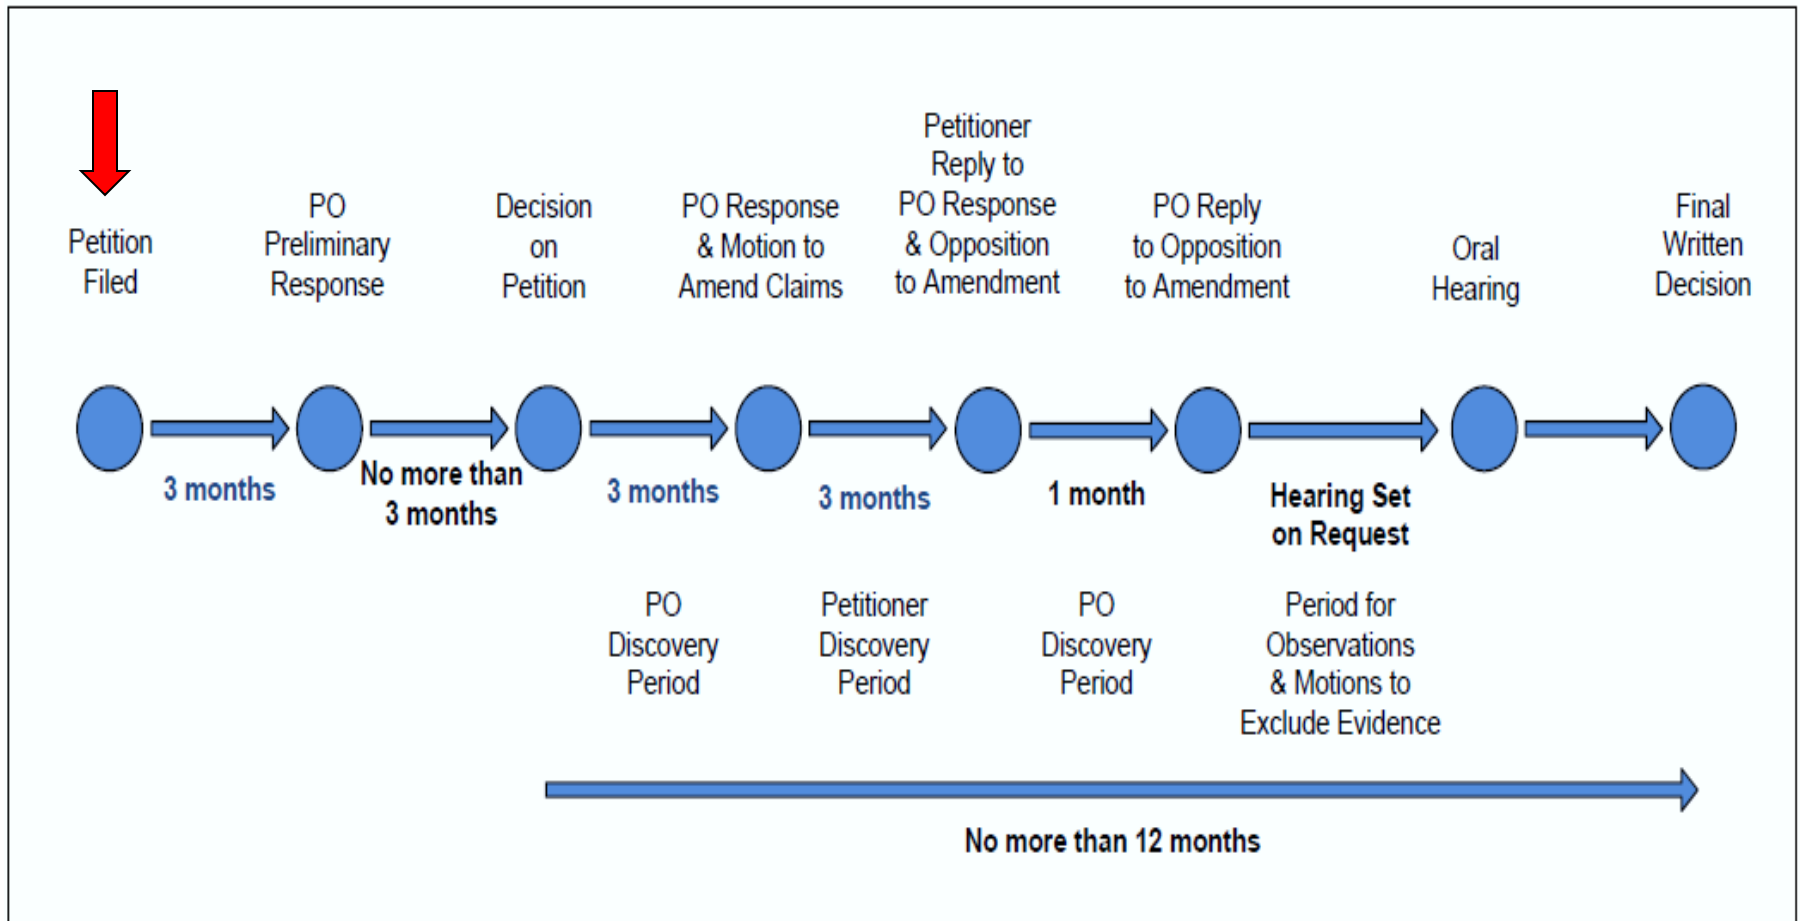 Petition
Filed
PO
Preliminary
Response
Decision
on
Petition
PO Response
& Motion to
Amend Claims
Petitioner
Reply to
PO Response
& Opposition
to Amendment
PO Reply
to Opposition
to Amendment
Oral
Hearing
Final
Written
Decision
3 months
No more than
3 months
3 months
3 months
1 month
Hearing Set
on Request
PO
Discovery
Period
Petitioner
Discovery
Period
PO
Discovery
Period
Period for
Observations
& Motions to
Exclude Evidence
No more than 12 months